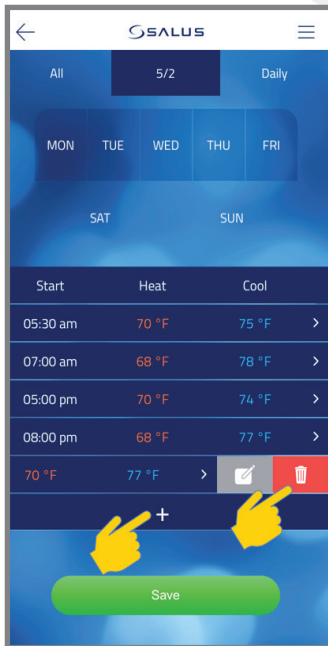 SALUS
All 5/2 Daily
MON TUE WED THU FRI
SAT SUN
Start Heat Cool
05:30 am 70 °F 75 °F >
07:00 am 68 °F 78 °F >
05:00 pm 70 °F 74 °F >
08:00 pm 68 °F 77 °F >
70 °F 77 °F >
+
Save